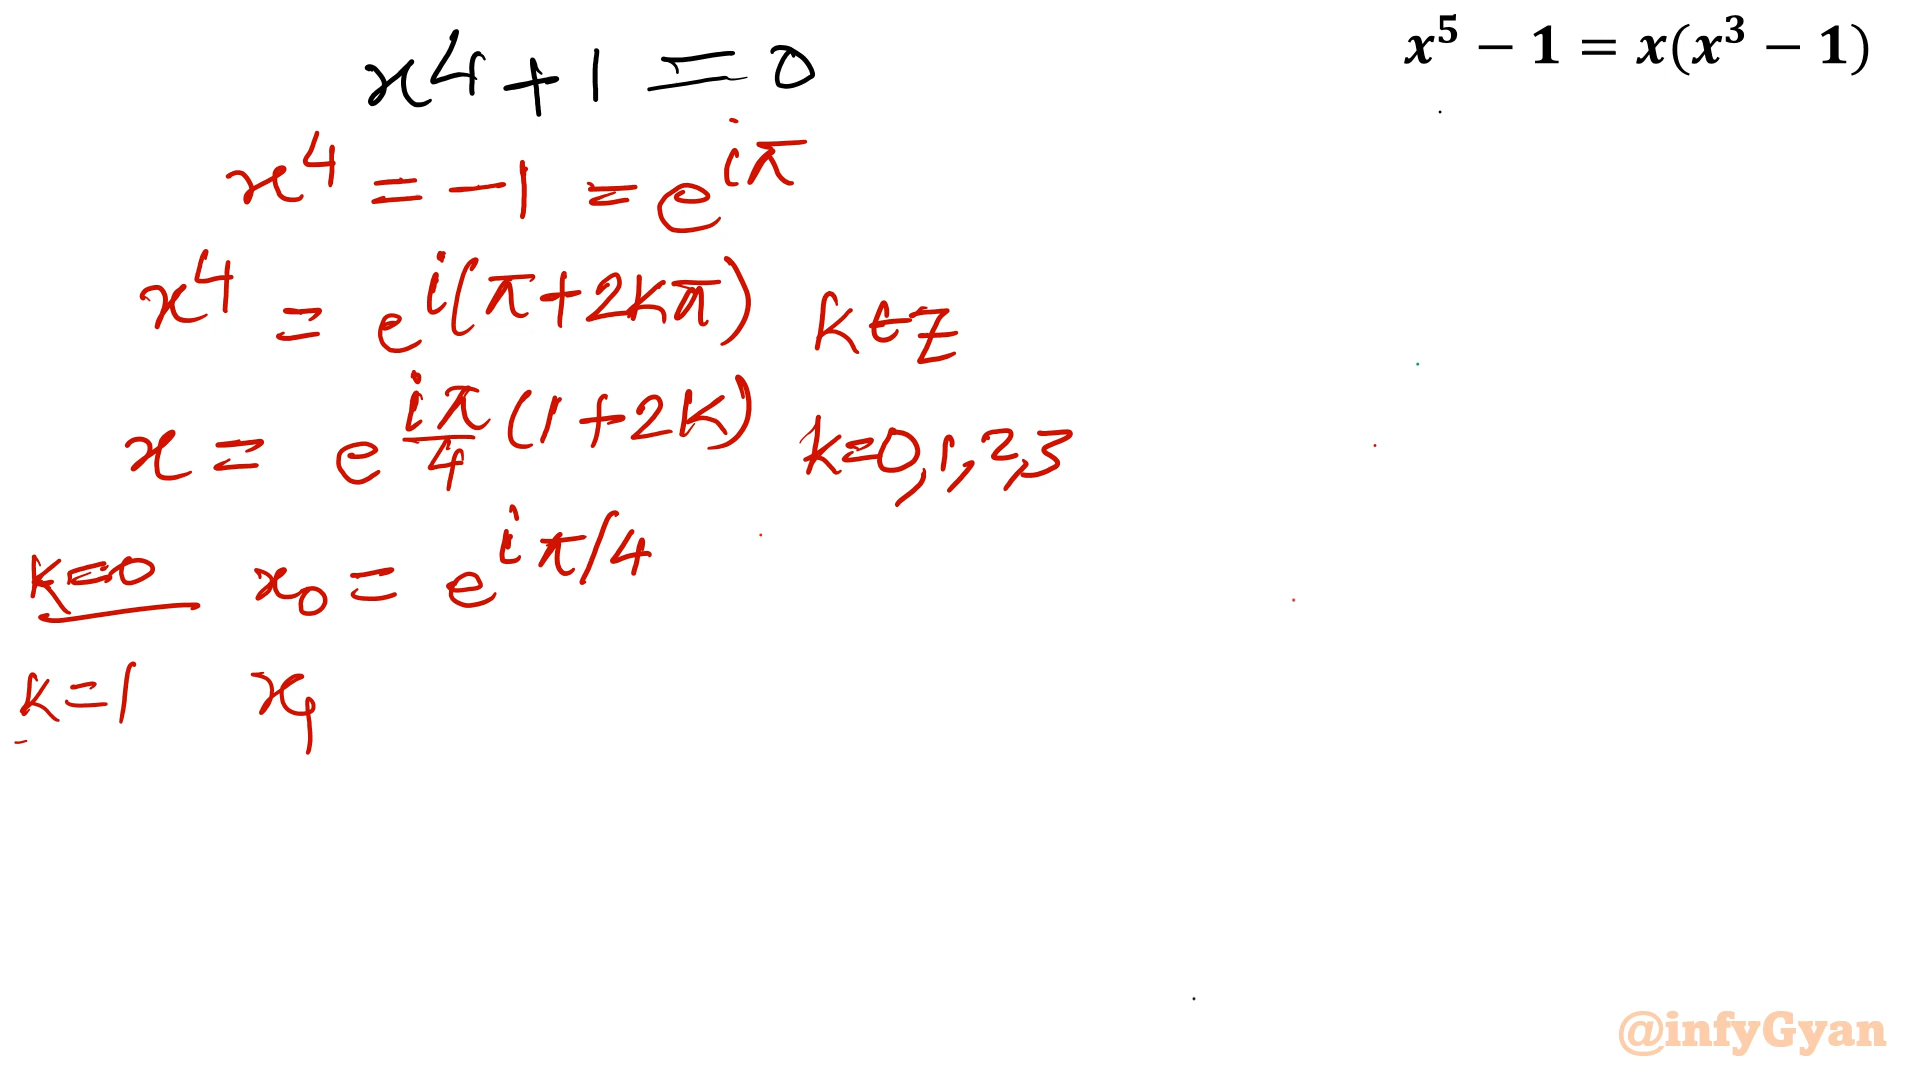 x⁵ − 1 = x(x³ − 1)
x⁴ + 1 = 0
x⁴ = −1 = e^{iπ}
x⁴ = e^{i(π+2kπ)} k∈Z
x = e^{iπ/4 (1+2k)} k=0,1,2,3
k=0 x₀ = e^{iπ/4}
k=1 x₁
@infyGyan